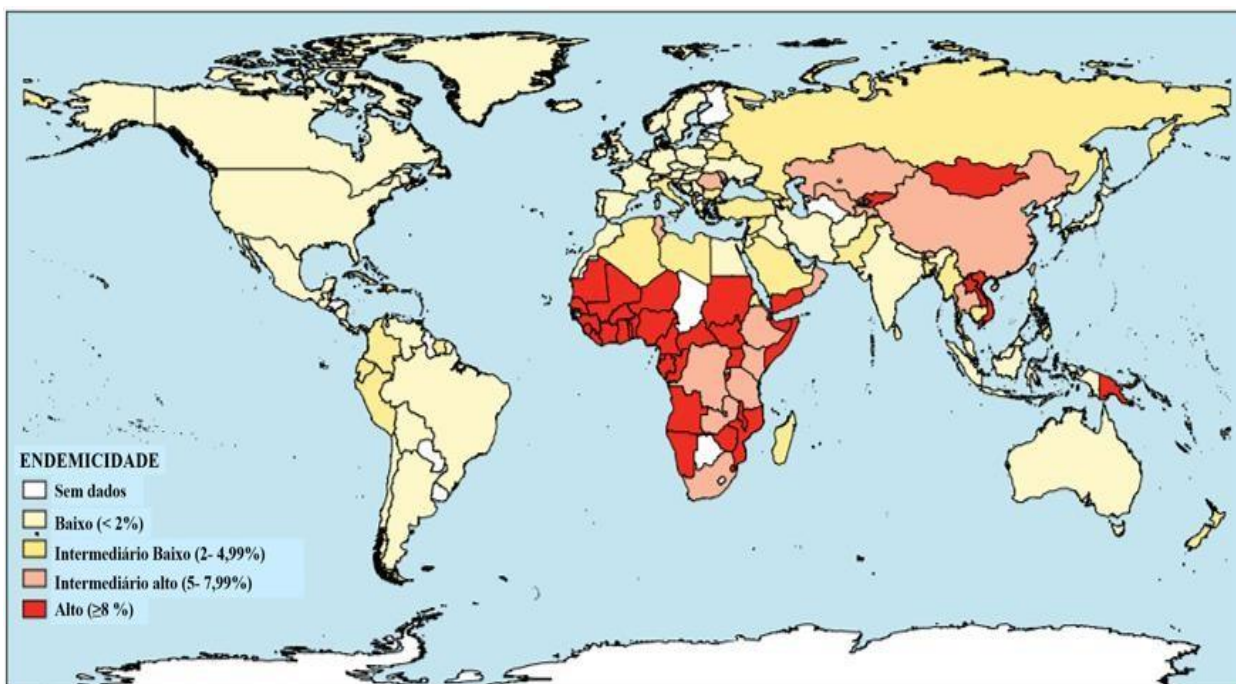 ENDEMICIDADE
Sem dados
Baixo (< 2%)
Intermediário Baixo (2- 4,99%)
Intermediário alto (5- 7,99%)
Alto (≥8 %)